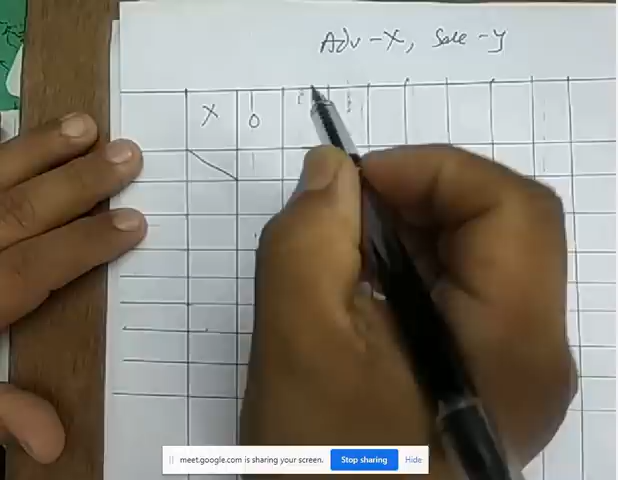 Adv - X, Sale - y
X
0
meet.google.com is sharing your screen. Stop sharing Hide